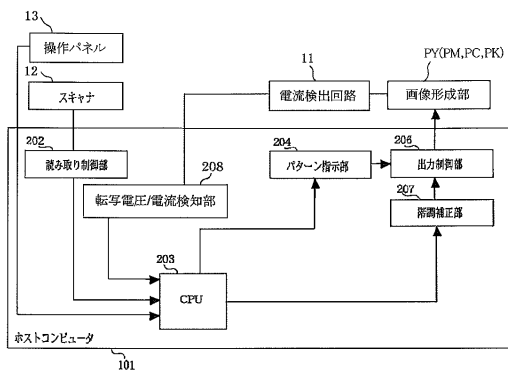 13
操作パネル
12
スキャナ
11
電流検出回路
PY(PM,PC,PK)
画像形成部
202
読み取り制御部
208
転写電圧/電流検知部
204
パターン指示部
206
出力制御部
207
階調補正部
203
CPU
ホストコンピュータ
101